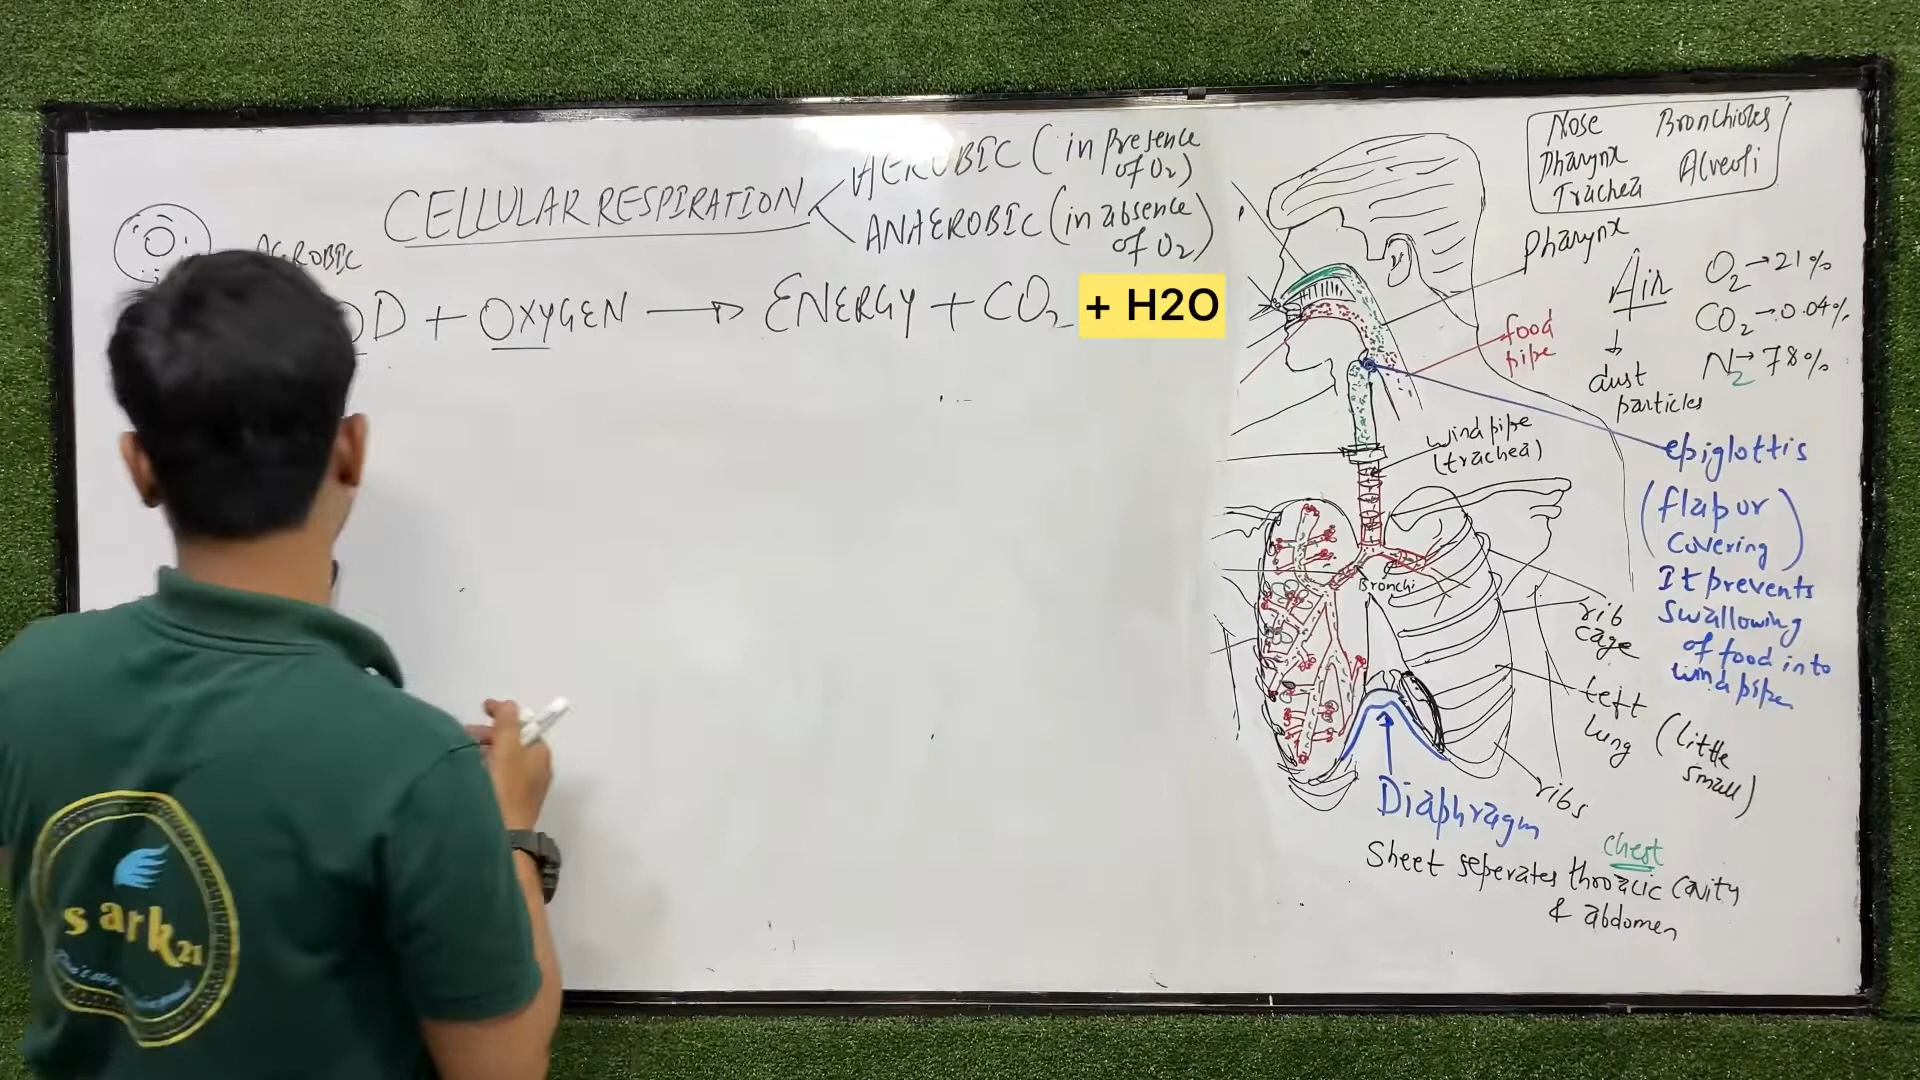 CELLULAR RESPIRATION
AEROBIC (in presence
of O₂)
ANAEROBIC (in absence
of O₂)
AEROBIC
OD + OXYGEN → ENERGY + CO₂ + H2O
Nose Bronchioles
Pharynx Alveoli
Trachea
Pharynx
Air
O₂ → 21%
CO₂ → 0.04%
N₂ → 78%
dust
particles
food
pipe
wind pipe
(trachea)
epiglottis
(flap or
covering)
It prevents
swallowing
of food into
wind pipe
Bronchi
rib
cage
left
lung (little
small)
ribs
Diaphragm
chest
Sheet seperates throacic cavity
& abdomen
sark21